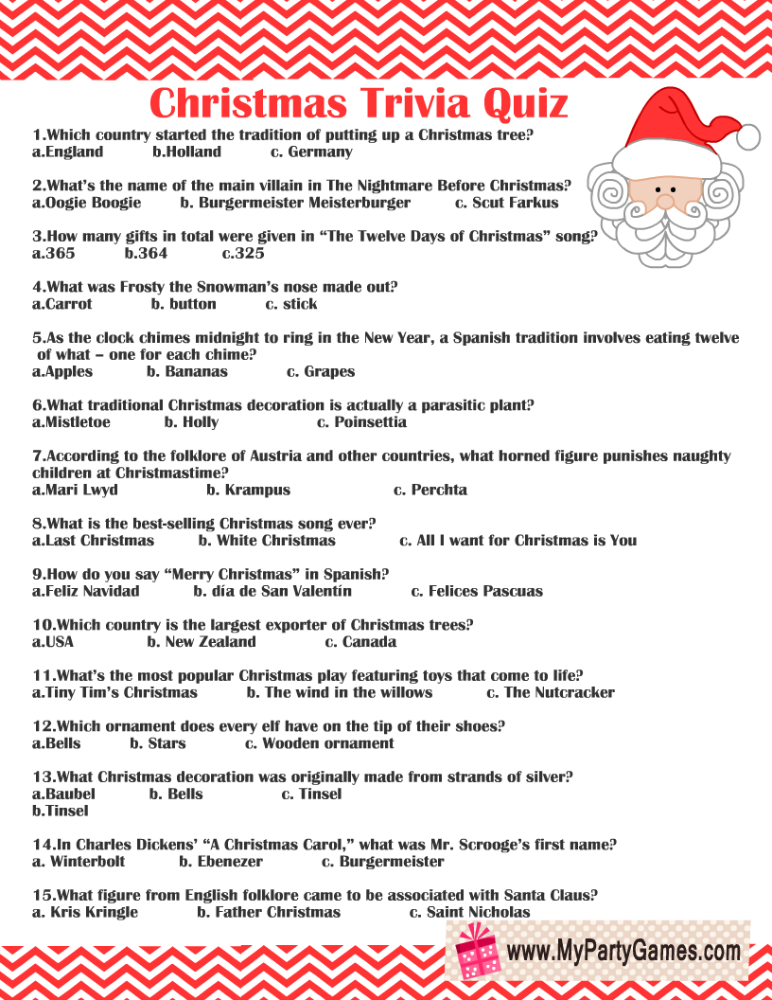 Christmas Trivia Quiz
1.Which country started the tradition of putting up a Christmas tree?
a.England b.Holland c. Germany
2.What's the name of the main villain in The Nightmare Before Christmas?
a.Oogie Boogie b. Burgermeister Meisterburger c. Scut Farkus
3.How many gifts in total were given in “The Twelve Days of Christmas” song?
a.365 b.364 c.325
4.What was Frosty the Snowman's nose made out?
a.Carrot b. button c. stick
5.As the clock chimes midnight to ring in the New Year, a Spanish tradition involves eating twelve
of what – one for each chime?
a.Apples b. Bananas c. Grapes
6.What traditional Christmas decoration is actually a parasitic plant?
a.Mistletoe b. Holly c. Poinsettia
7.According to the folklore of Austria and other countries, what horned figure punishes naughty
children at Christmastime?
a.Mari Lwyd b. Krampus c. Perchta
8.What is the best-selling Christmas song ever?
a.Last Christmas b. White Christmas c. All I want for Christmas is You
9.How do you say “Merry Christmas” in Spanish?
a.Feliz Navidad b. día de San Valentín c. Felices Pascuas
10.Which country is the largest exporter of Christmas trees?
a.USA b. New Zealand c. Canada
11.What's the most popular Christmas play featuring toys that come to life?
a.Tiny Tim's Christmas b. The wind in the willows c. The Nutcracker
12.Which ornament does every elf have on the tip of their shoes?
a.Bells b. Stars c. Wooden ornament
13.What Christmas decoration was originally made from strands of silver?
a.Baubel b. Bells c. Tinsel
b.Tinsel
14.In Charles Dickens' “A Christmas Carol,” what was Mr. Scrooge's first name?
a. Winterbolt b. Ebenezer c. Burgermeister
15.What figure from English folklore came to be associated with Santa Claus?
a. Kris Kringle b. Father Christmas c. Saint Nicholas
www.MyPartyGames.com